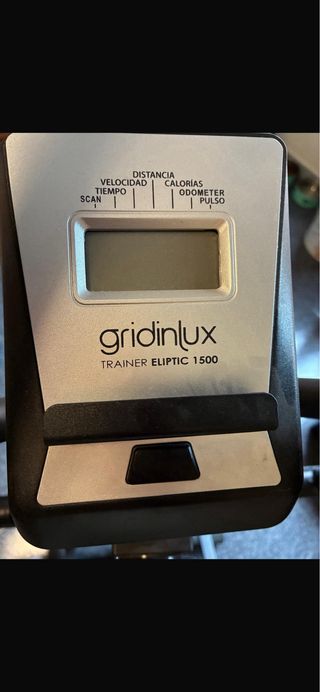 DISTANCIA
VELOCIDAD CALORÍAS
TIEMPO ODOMETER
SCAN PULSO
gridinlux
TRAINER ELIPTIC 1500